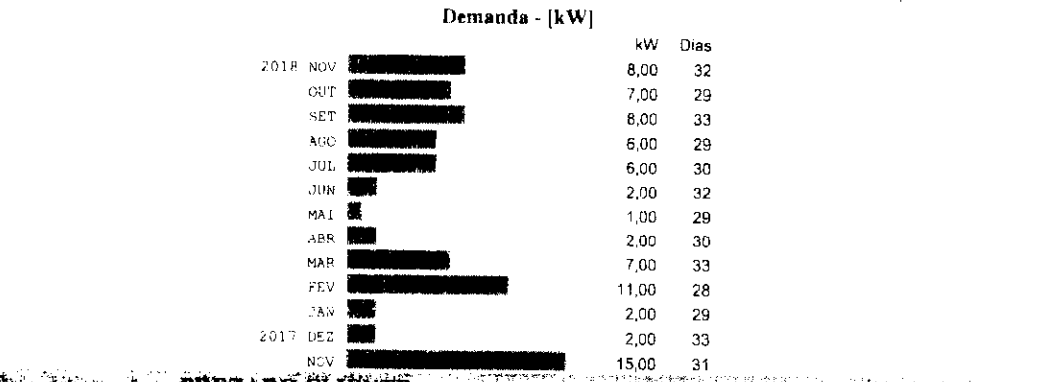 Demanda - [kW]
kW Dias
2018 NOV 8,00 32
OUT 7,00 29
SET 8,00 33
AGO 6,00 29
JUL 6,00 30
JUN 2,00 32
MAI 1,00 29
ABR 2,00 30
MAR 7,00 33
FEV 11,00 28
JAN 2,00 29
2017 DEZ 2,00 33
NOV 15,00 31